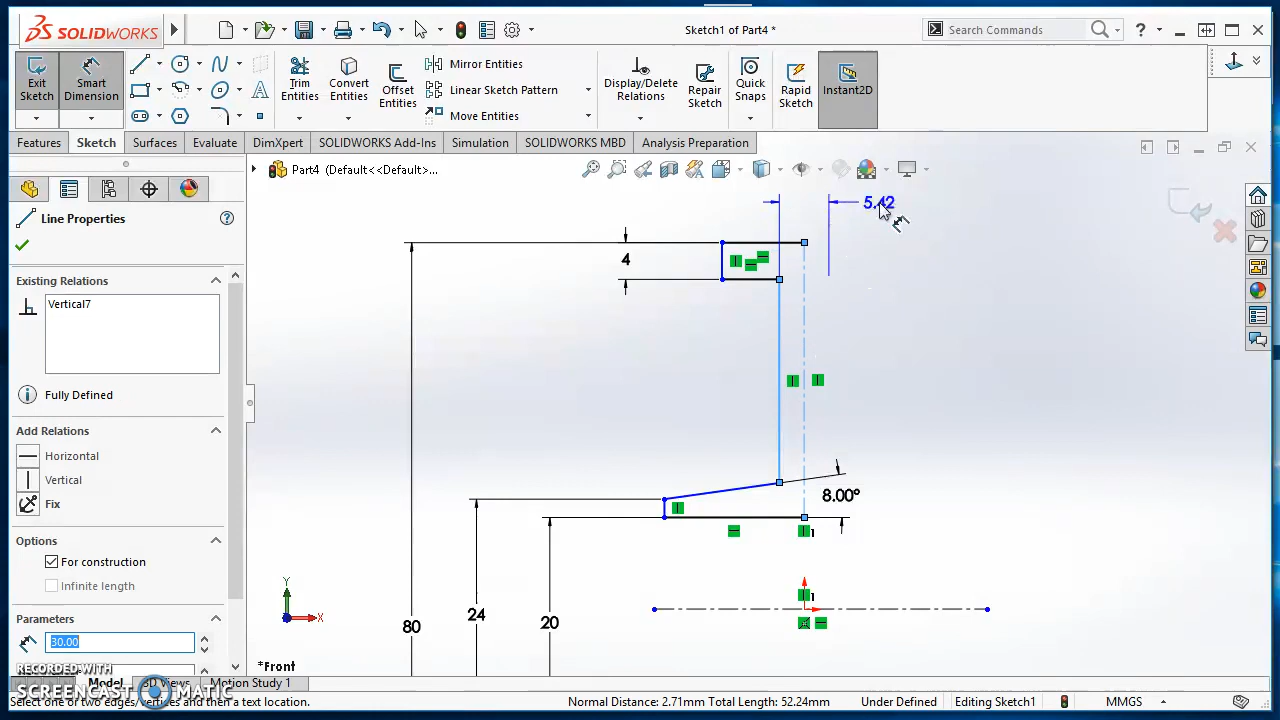 SOLIDWORKS
Sketch1 of Part4 *
Search Commands
?
Exit Sketch
Smart Dimension
Trim Entities
Convert Entities
Offset Entities
Mirror Entities
Linear Sketch Pattern
Move Entities
Display/Delete Relations
Repair Sketch
Quick Snaps
Rapid Sketch
Instant2D
Features
Sketch
Surfaces
Evaluate
DimXpert
SOLIDWORKS Add-Ins
Simulation
SOLIDWORKS MBD
Analysis Preparation
Part4 (Default<<Default>...
Line Properties
?
Existing Relations
Vertical7
Fully Defined
Add Relations
Horizontal
Vertical
Fix
Options
For construction
Infinite length
Parameters
30.00
5.42
4
8.00°
1
1
80
24
20
Y
X
*Front
RECORDED WITH
SCREENCAST MATIC
Model
3D Views
Motion Study 1
Select one or two edges/vertices and then a text location.
Normal Distance: 2.71mm Total Length: 52.24mm
Under Defined
Editing Sketch1
MMGS